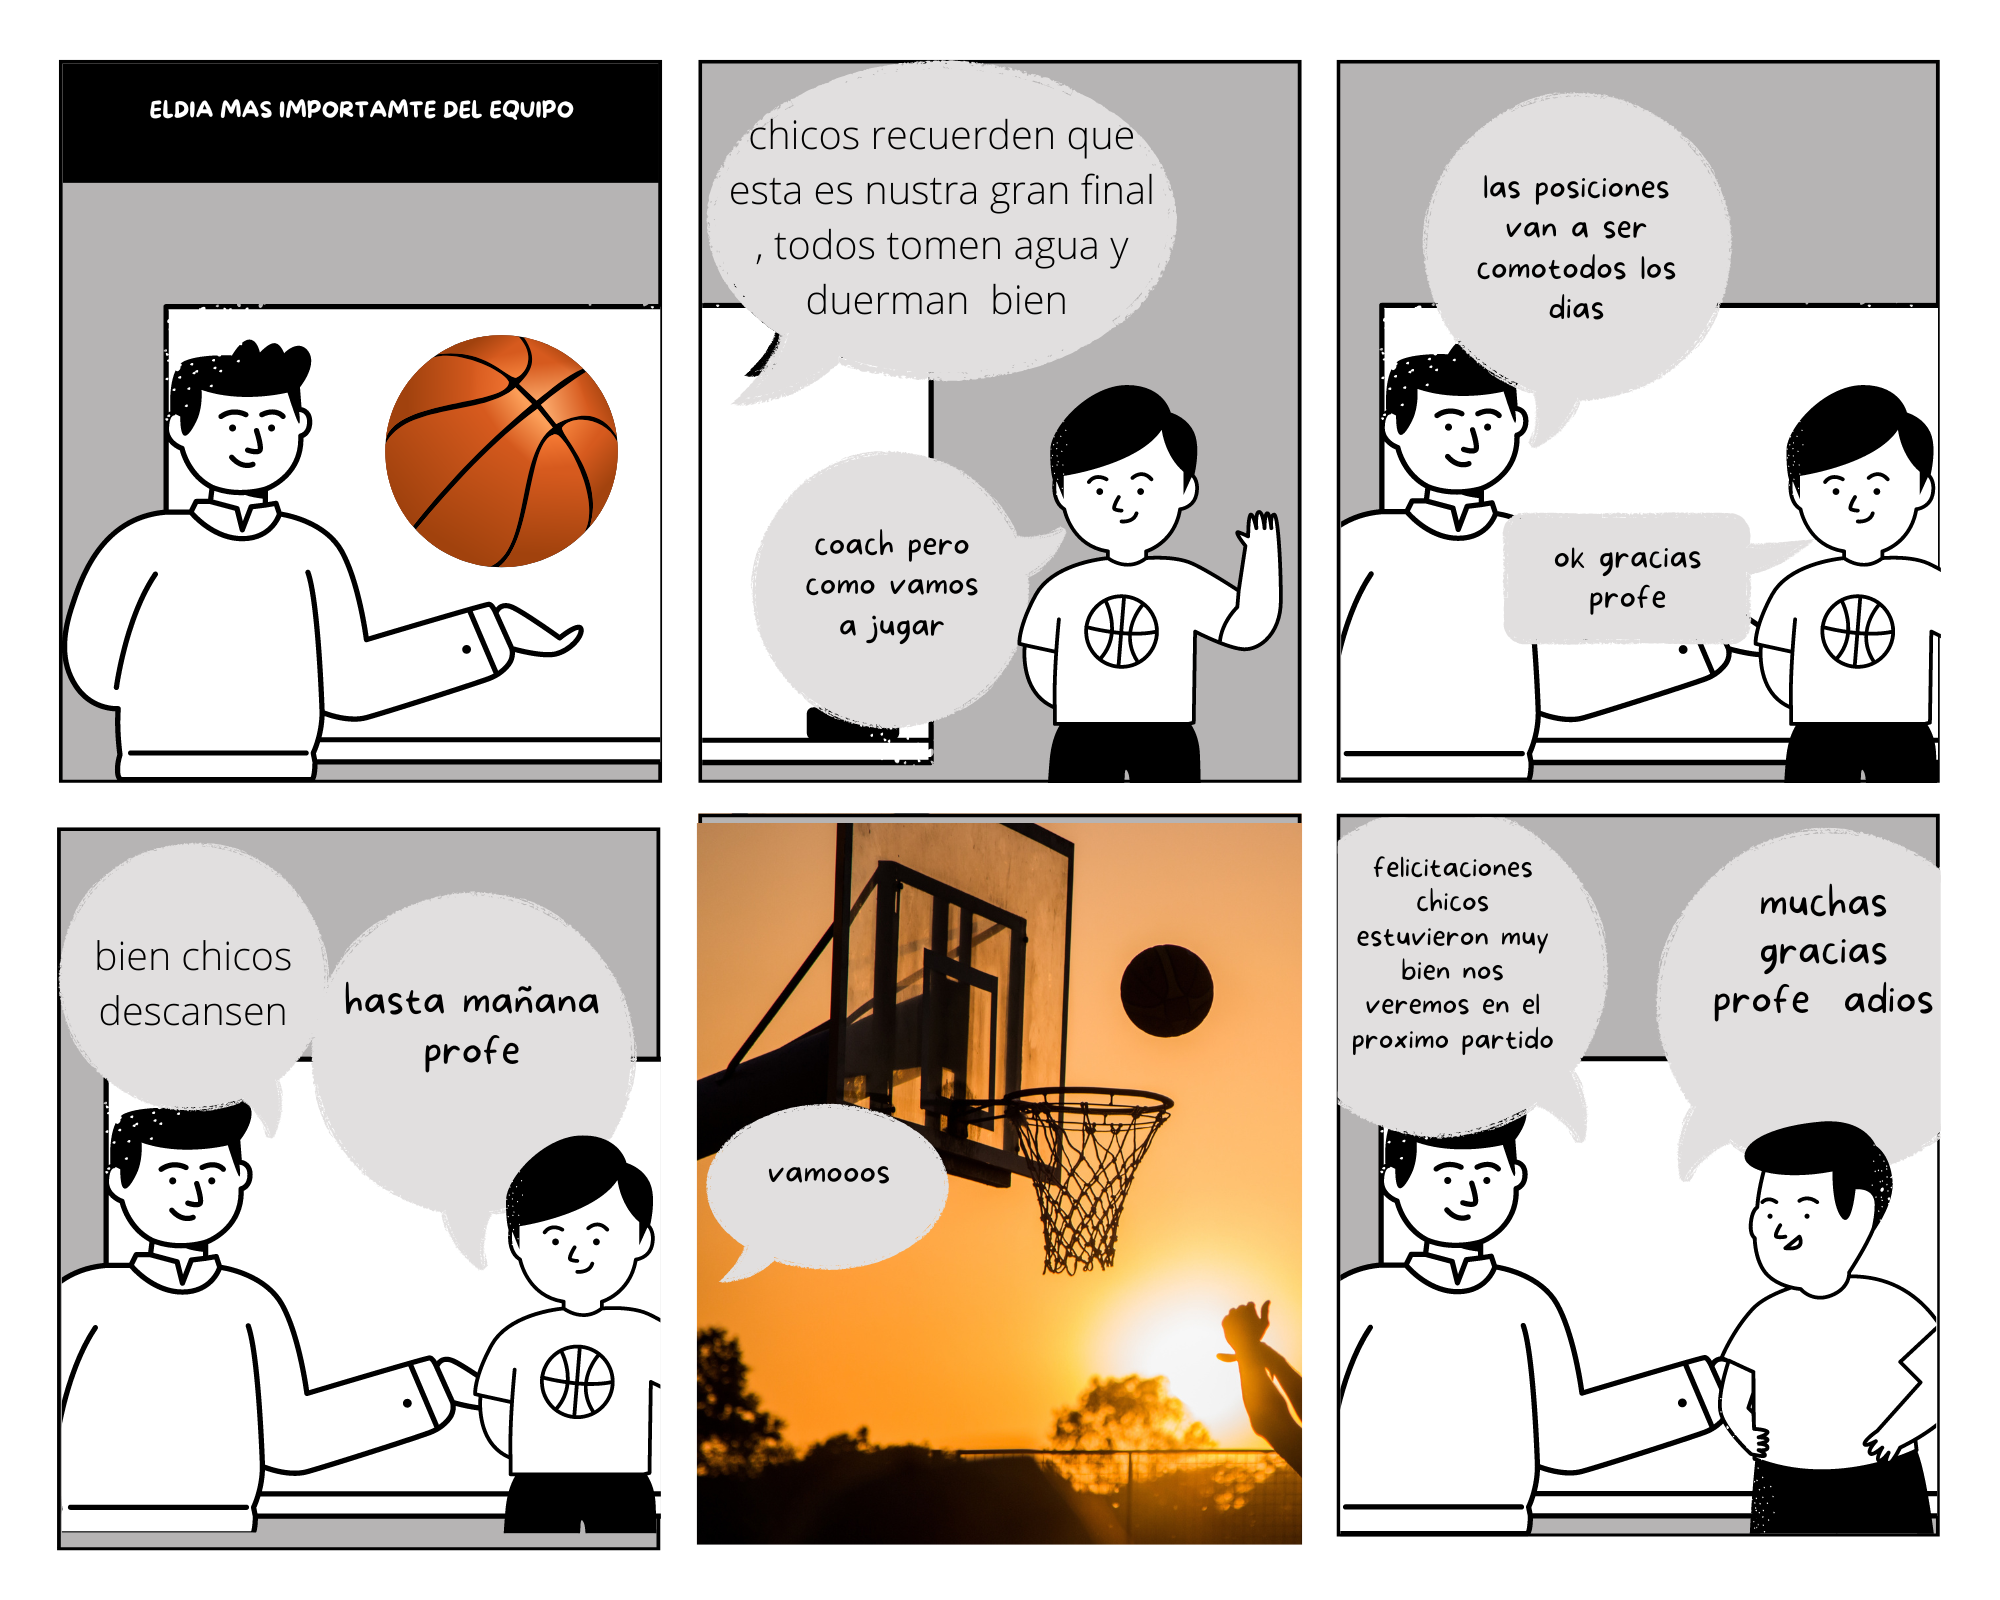 ELDIA MAS IMPORTAMTE DEL EQUIPO
chicos recuerden que
esta es nustra gran final
, todos tomen agua y
duerman bien
coach pero
como vamos
a jugar
las posiciones
van a ser
comotodos los
dias
ok gracias
profe
bien chicos
descansen
hasta mañana
profe
vamooos
felicitaciones
chicos
estuvieron muy
bien nos
veremos en el
proximo partido
muchas
gracias
profe adios